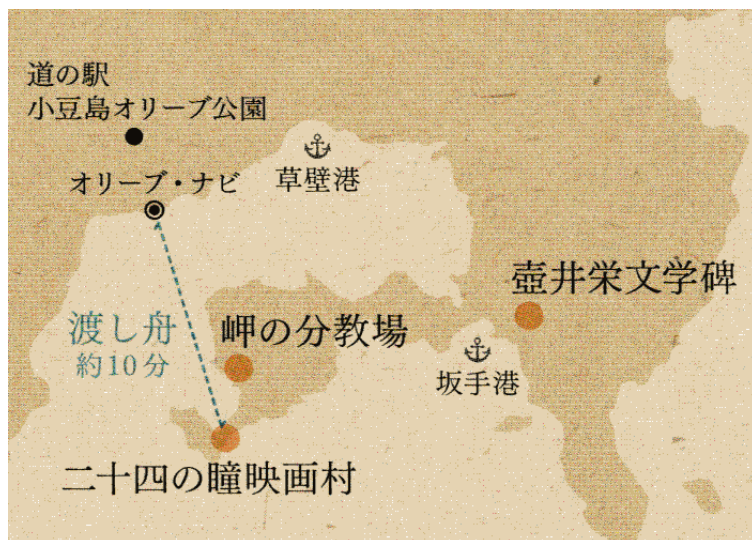 道の駅
小豆島オリーブ公園
オリーブ・ナビ
草壁港
壺井栄文学碑
渡し舟
約10分
岬の分教場
坂手港
二十四の瞳映画村